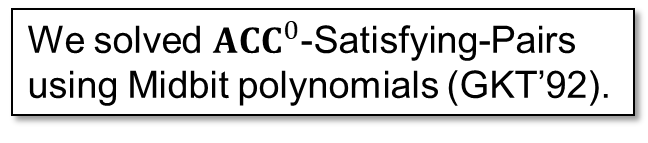 We solved ACC⁰-Satisfying-Pairs
using Midbit polynomials (GKT’92).